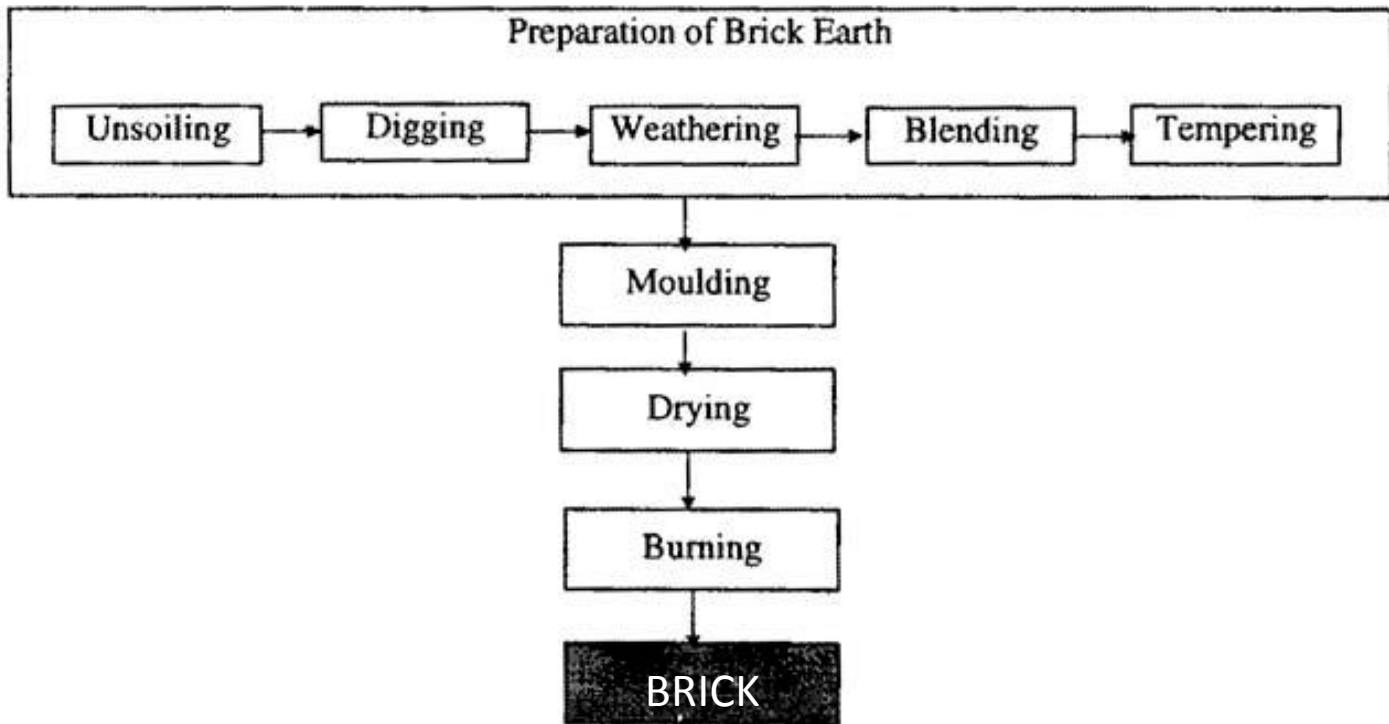 Preparation of Brick Earth
Unsoiling Digging Weathering Blending Tempering
Moulding
Drying
Burning
BRICK